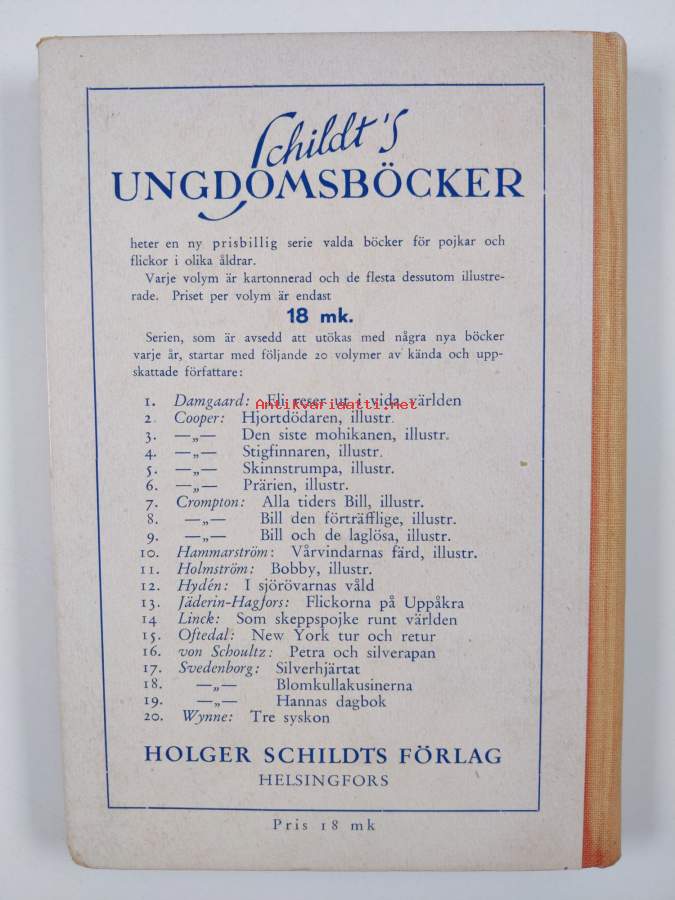 Schildt's
UNGDOMSBÖCKER
heter en ny prisbillig serie valda böcker för pojkar och
flickor i olika åldrar.
Varje volym är kartonnerad och de flesta dessutom illustre-
rade. Priset per volym är endast
18 mk.
Serien, som är avsedd att utökas med några nya böcker
varje år, startar med följande 20 volymer av kända och upp-
skattade författare:
1. Damgaard: Eli reser ut i vida världen
Antikvariaatti.net
2 Cooper: Hjortdödaren, illustr.
3. —„— Den siste mohikanen, illustr.
4. —„— Stigfinnaren, illustr.
5. —„— Skinnstrumpa, illustr.
6. —„— Prärien, illustr.
7. Crompton: Alla tiders Bill, illustr.
8. —„— Bill den förträfflige, illustr.
9. —„— Bill och de laglösa, illustr.
10. Hammarström: Vårvindarnas färd, illustr.
11. Holmström: Bobby, illustr.
12. Hydén: I sjörövarnas våld
13. Jäderin-Hagfors: Flickorna på Uppåkra
14 Linck: Som skeppspojke runt världen
15. Oftedal: New York tur och retur
16. von Schoultz: Petra och silverapan
17. Svedenborg: Silverhjärtat
18. —„— Blomkullakusinerna
19. —„— Hannas dagbok
20. Wynne: Tre syskon
HOLGER SCHILDTS FÖRLAG
HELSINGFORS
Pris 18 mk